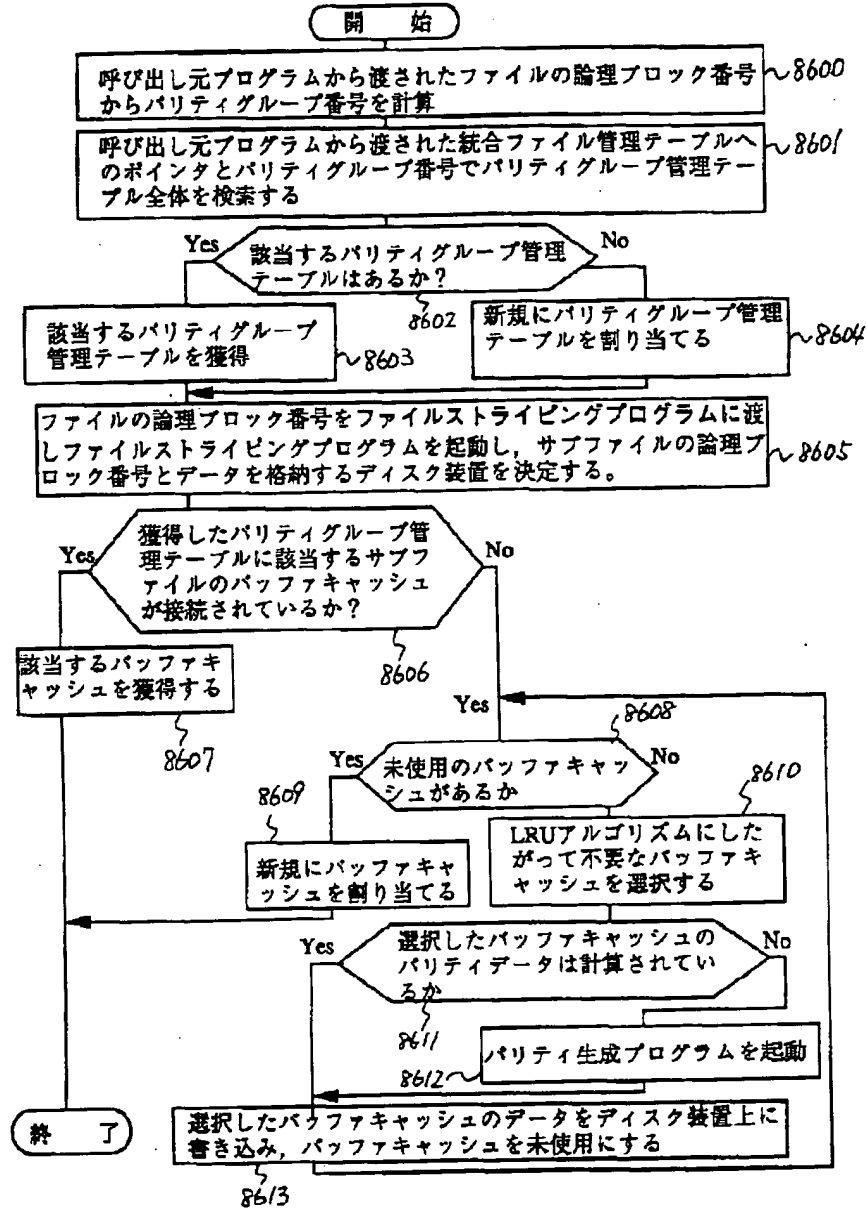 開 始
呼び出し元プログラムから渡されたファイルの論理ブロック番号
からパリティグループ番号を計算
8600
呼び出し元プログラムから渡された統合ファイル管理テーブルへ
のポインタとパリティグループ番号でパリティグループ管理テー
ブル全体を検索する
8601
Yes
該当するパリティグループ管理
テーブルはあるか?
No
8602
該当するパリティグループ
管理テーブルを獲得
8603
新規にパリティグループ管理
テーブルを割り当てる
8604
ファイルの論理ブロック番号をファイルストライピングプログラムに渡
しファイルストライピングプログラムを起動し,サブファイルの論理ブ
ロック番号とデータを格納するディスク装置を決定する。
8605
Yes
獲得したパリティグループ管
理テーブルに該当するサブフ
ァイルのバッファキャッシュ
が接続されているか?
No
8606
該当するバッファキ
ャッシュを獲得する
8607
Yes
8608
Yes
未使用のバッファキャッ
シュがあるか
No
8609
新規にバッファキャ
ッシュを割り当てる
8610
LRUアルゴリズムにした
がって不要なバッファキ
ャッシュを選択する
Yes
選択したバッファキャッシュの
パリティデータは計算されてい
るか
No
8611
パリティ生成プログラムを起動
8612
選択したバッファキャッシュのデータをディスク装置上に
書き込み,バッファキャッシュを未使用にする
8613
終 了